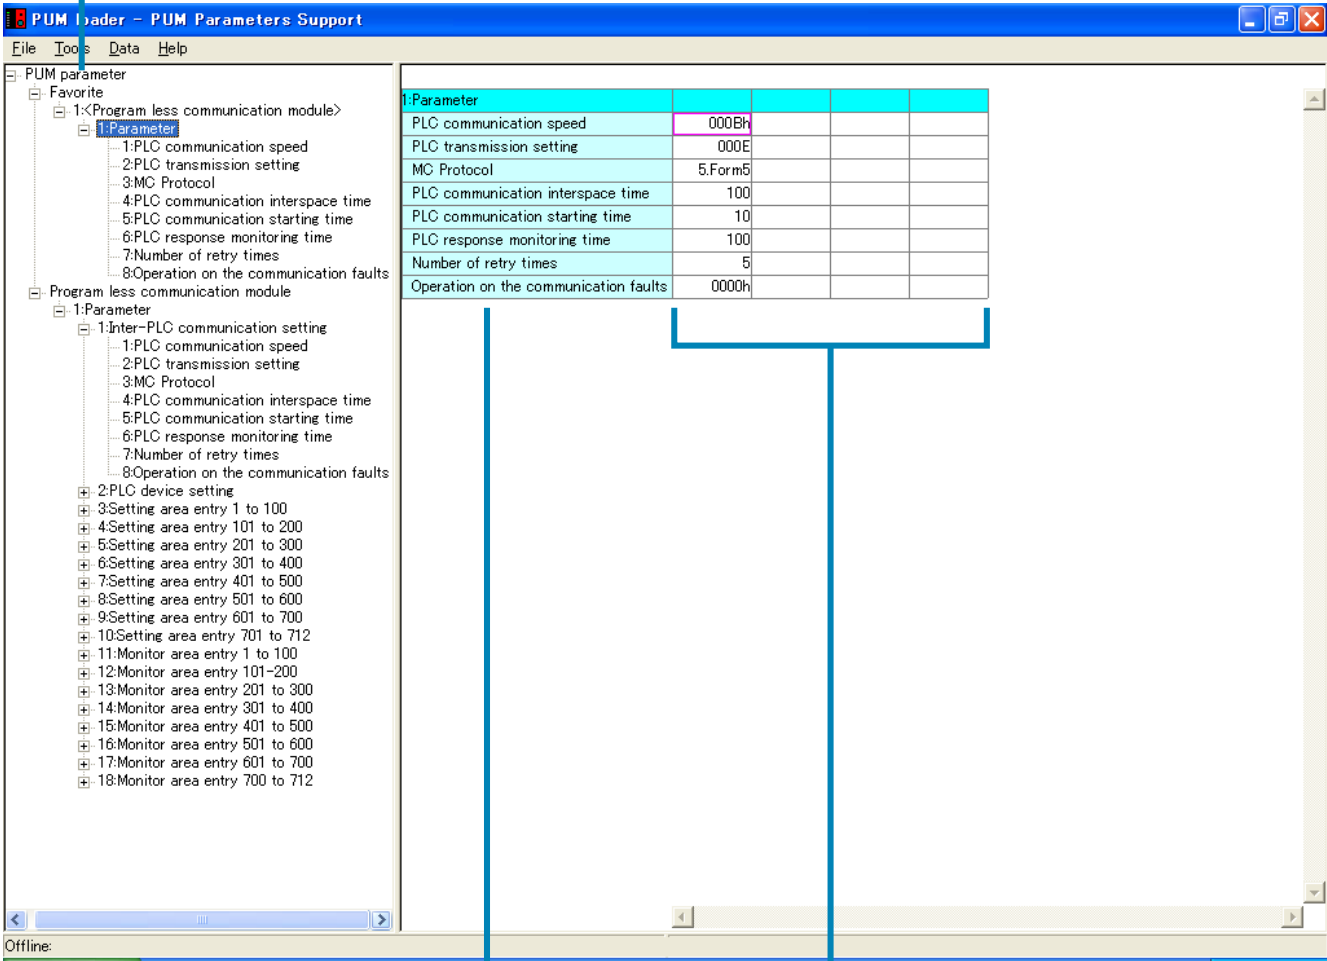 PUM loader - PUM Parameters Support
File Tools Data Help
PUM parameter
Favorite
1:<Program less communication module>
1:Parameter
1:PLC communication speed
2:PLC transmission setting
3:MC Protocol
4:PLC communication interspace time
5:PLC communication starting time
6:PLC response monitoring time
7:Number of retry times
8:Operation on the communication faults
Program less communication module
1:Parameter
1:Inter-PLC communication setting
1:PLC communication speed
2:PLC transmission setting
3:MC Protocol
4:PLC communication interspace time
5:PLC communication starting time
6:PLC response monitoring time
7:Number of retry times
8:Operation on the communication faults
2:PLC device setting
3:Setting area entry 1 to 100
4:Setting area entry 101 to 200
5:Setting area entry 201 to 300
6:Setting area entry 301 to 400
7:Setting area entry 401 to 500
8:Setting area entry 501 to 600
9:Setting area entry 601 to 700
10:Setting area entry 701 to 712
11:Monitor area entry 1 to 100
12:Monitor area entry 101-200
13:Monitor area entry 201 to 300
14:Monitor area entry 301 to 400
15:Monitor area entry 401 to 500
16:Monitor area entry 501 to 600
17:Monitor area entry 601 to 700
18:Monitor area entry 700 to 712
1:Parameter
PLC communication speed 000Bh
PLC transmission setting 000E
MC Protocol 5.Form5
PLC communication interspace time 100
PLC communication starting time 10
PLC response monitoring time 100
Number of retry times 5
Operation on the communication faults 0000h
Offline: